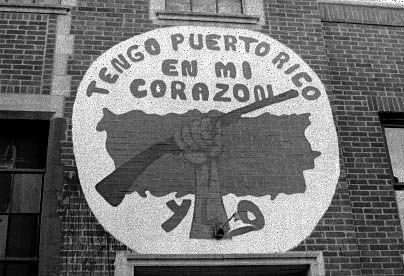 TENGO PUERTO RICO
EN MI
CORAZON
YLO